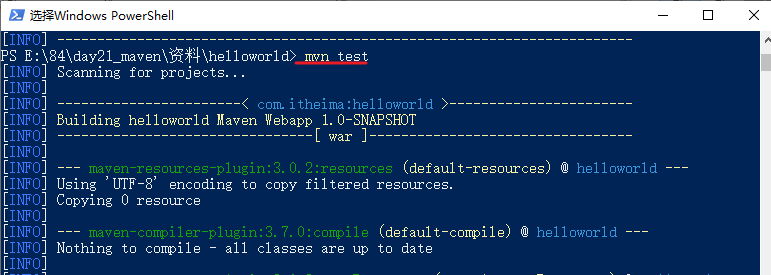 选择Windows PowerShell
[INFO] ------------------------------------------------------------------------
PS E:\84\day21_maven\资料\helloworld> mvn test
[INFO] Scanning for projects...
[INFO]
[INFO] -----------------------< com.itheima:helloworld >-----------------------
[INFO] Building helloworld Maven Webapp 1.0-SNAPSHOT
[INFO] --------------------------------[ war ]---------------------------------
[INFO]
[INFO] --- maven-resources-plugin:3.0.2:resources (default-resources) @ helloworld ---
[INFO] Using 'UTF-8' encoding to copy filtered resources.
[INFO] Copying 0 resource
[INFO]
[INFO] --- maven-compiler-plugin:3.7.0:compile (default-compile) @ helloworld ---
[INFO] Nothing to compile - all classes are up to date
[INFO]